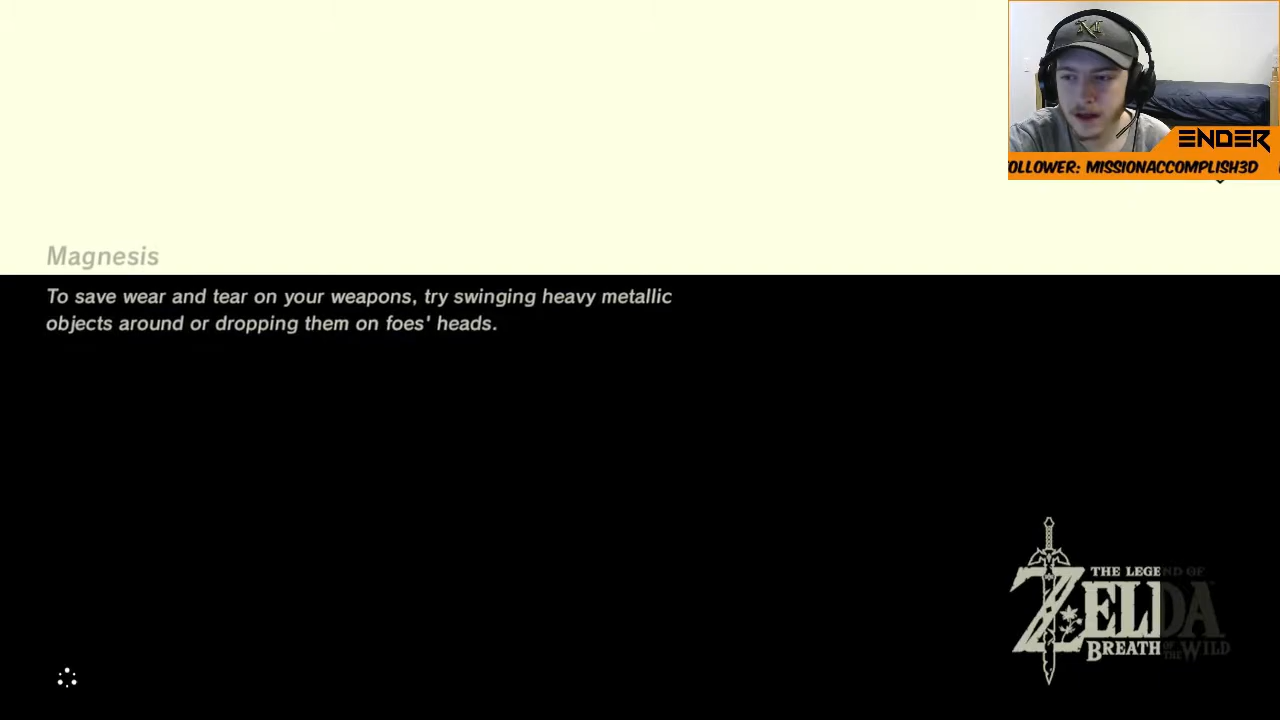 ENDER
OLLOWER: MISSIONACCOMPLISH3D
Magnesis
To save wear and tear on your weapons, try swinging heavy metallic
objects around or dropping them on foes' heads.
THE LEGEND OF
ZELDA
BREATH OF THE WILD